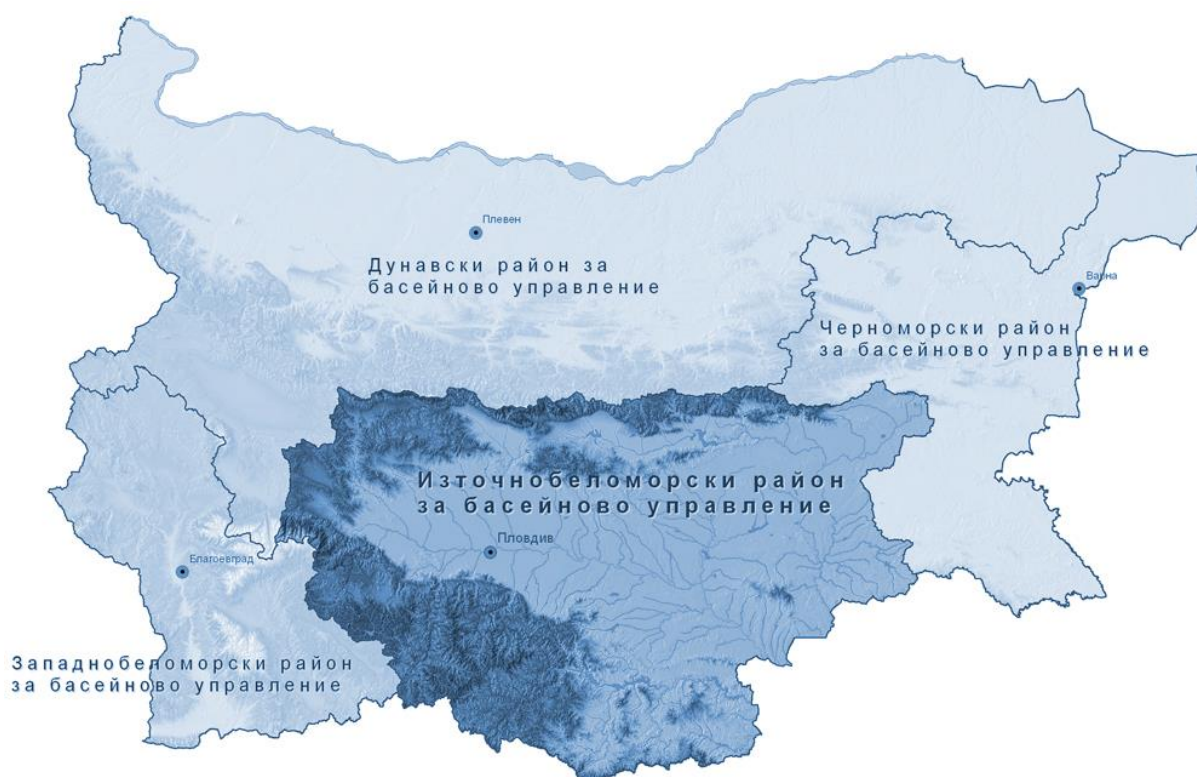 Плевен
Дунавски район за
басейново управление
Варна
Черноморски район
за басейново управление
Източнобеломорски район
за басейново управление
Пловдив
Благоевград
Западнобеломорски район
за басейново управление